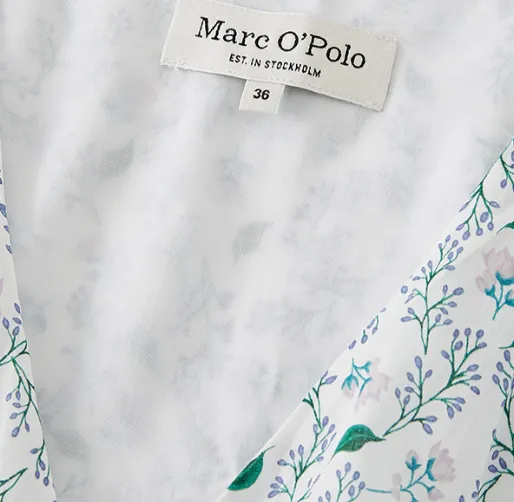 Marc O'Polo
EST. IN STOCKHOLM
36